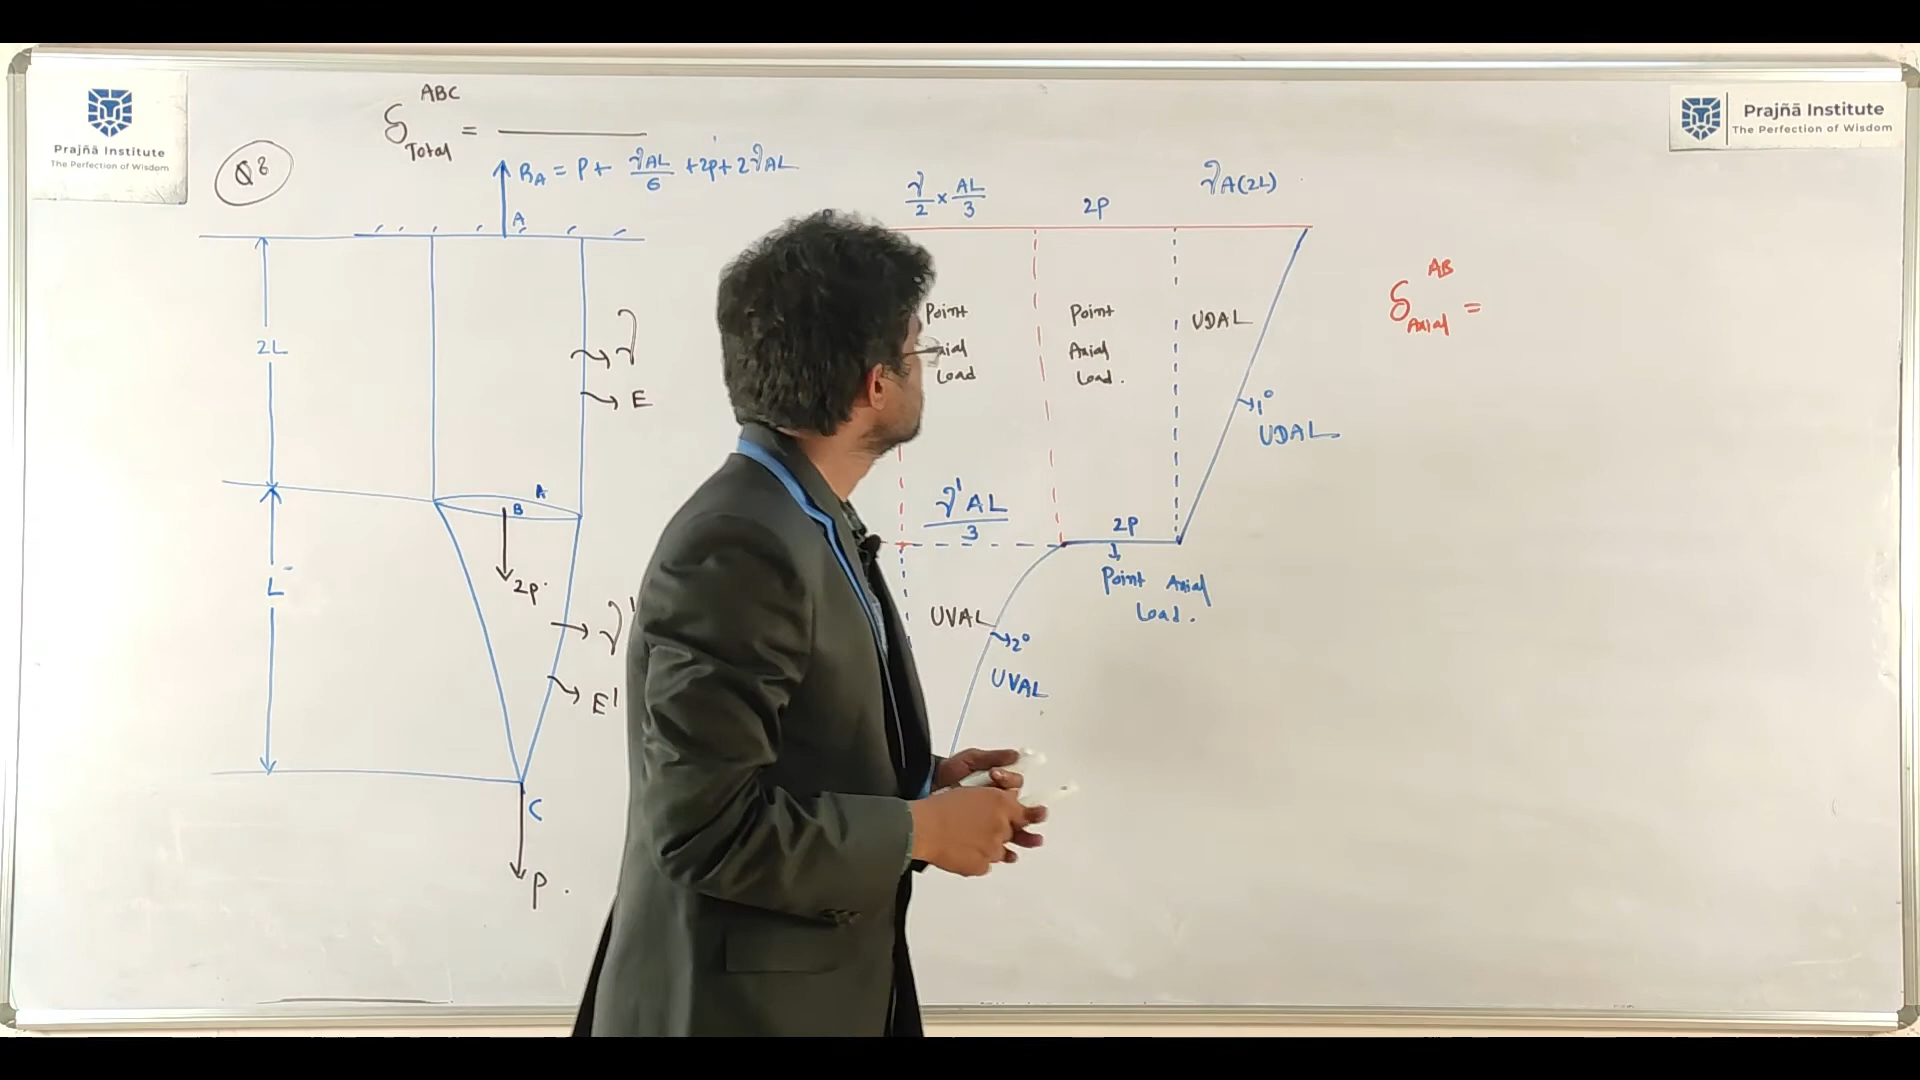 Prajñā Institute
The Perfection of Wisdom
Prajñā Institute
The Perfection of Wisdom
Q8
δ Total ABC =
R_A = P + γAL/6 + 2P + 2γAL
A
2L
γ
E
A
B
2P
L
γ'
E'
C
P
γ/2 × AL/3
2P
γA(2L)
Point
Load
Point
Axial
Load.
UDAL
1°
UDAL
γ'AL/3
2P
Point Axial
Load.
UVAL
2°
UVAL
δ Axial AB =